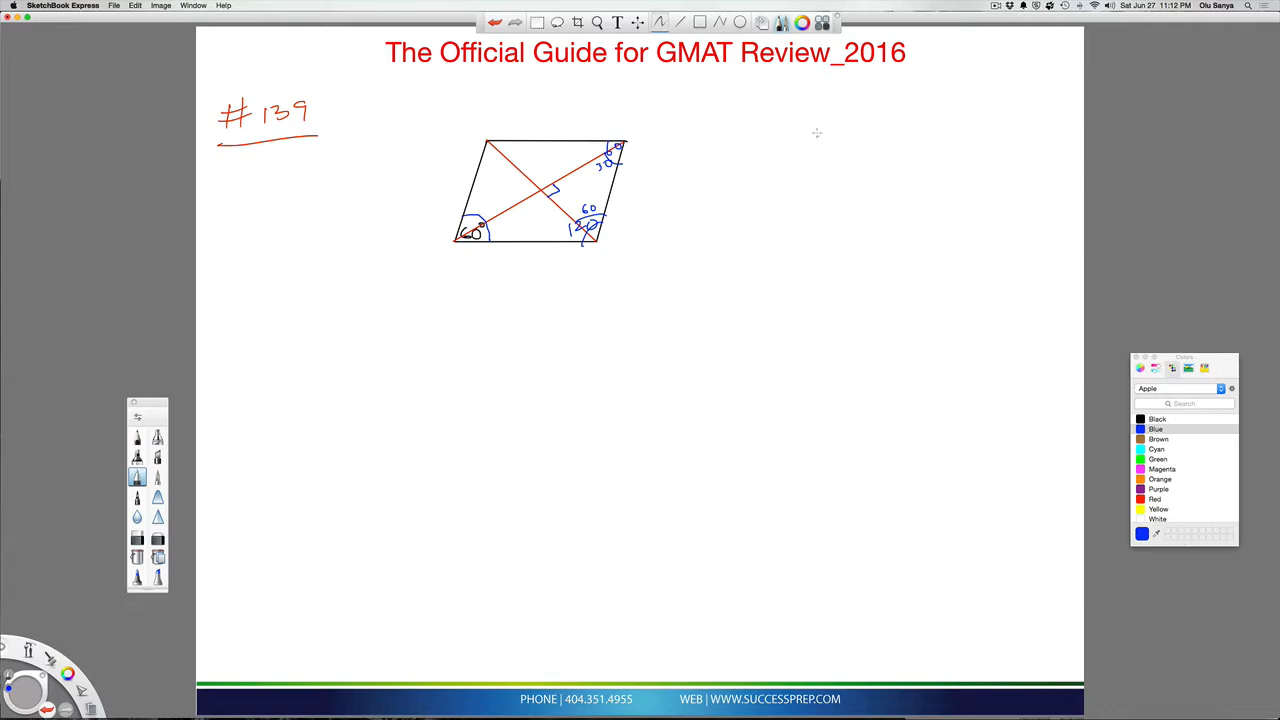 SketchBook Express File Edit Image Window Help
Sat Jun 27 11:12 PM Olu Sanya
T
The Official Guide for GMAT Review_2016
#139
30
60
60°
120
Colors
Apple
Search
Black
Blue
Brown
Cyan
Green
Magenta
Orange
Purple
Red
Yellow
White
PHONE | 404.351.4955 WEB | WWW.SUCCESSPREP.COM